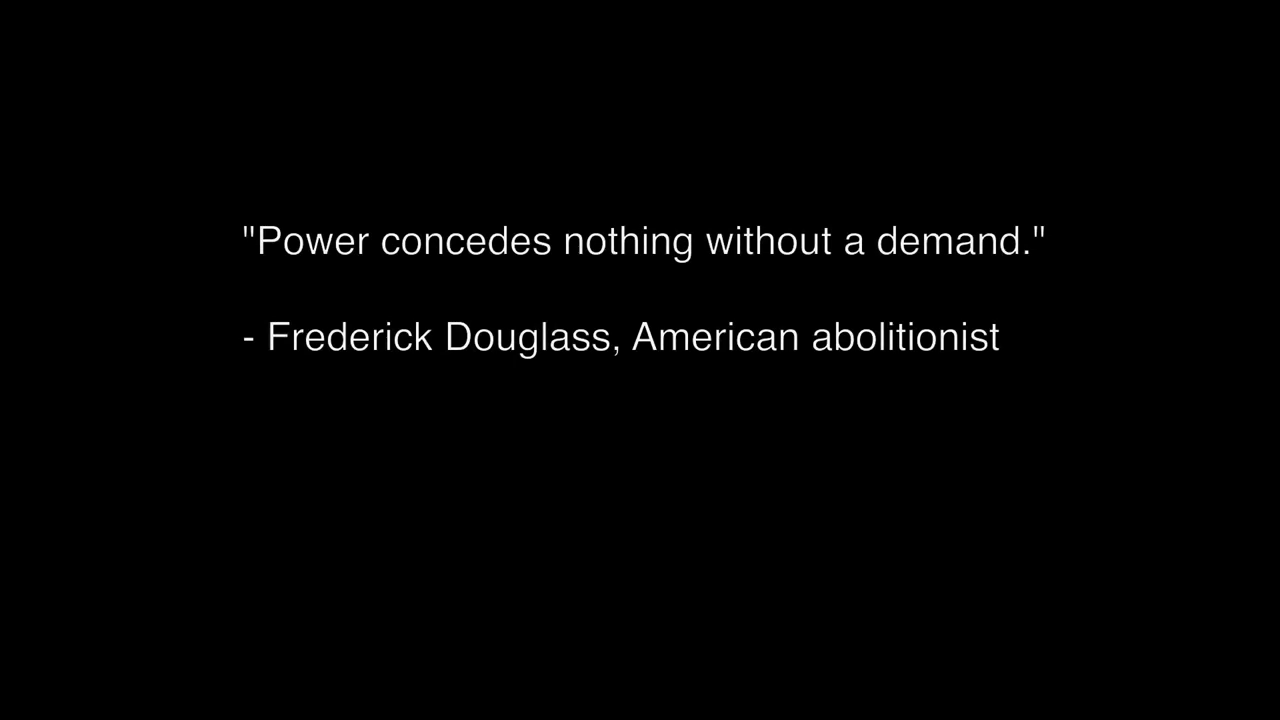 "Power concedes nothing without a demand."
- Frederick Douglass, American abolitionist